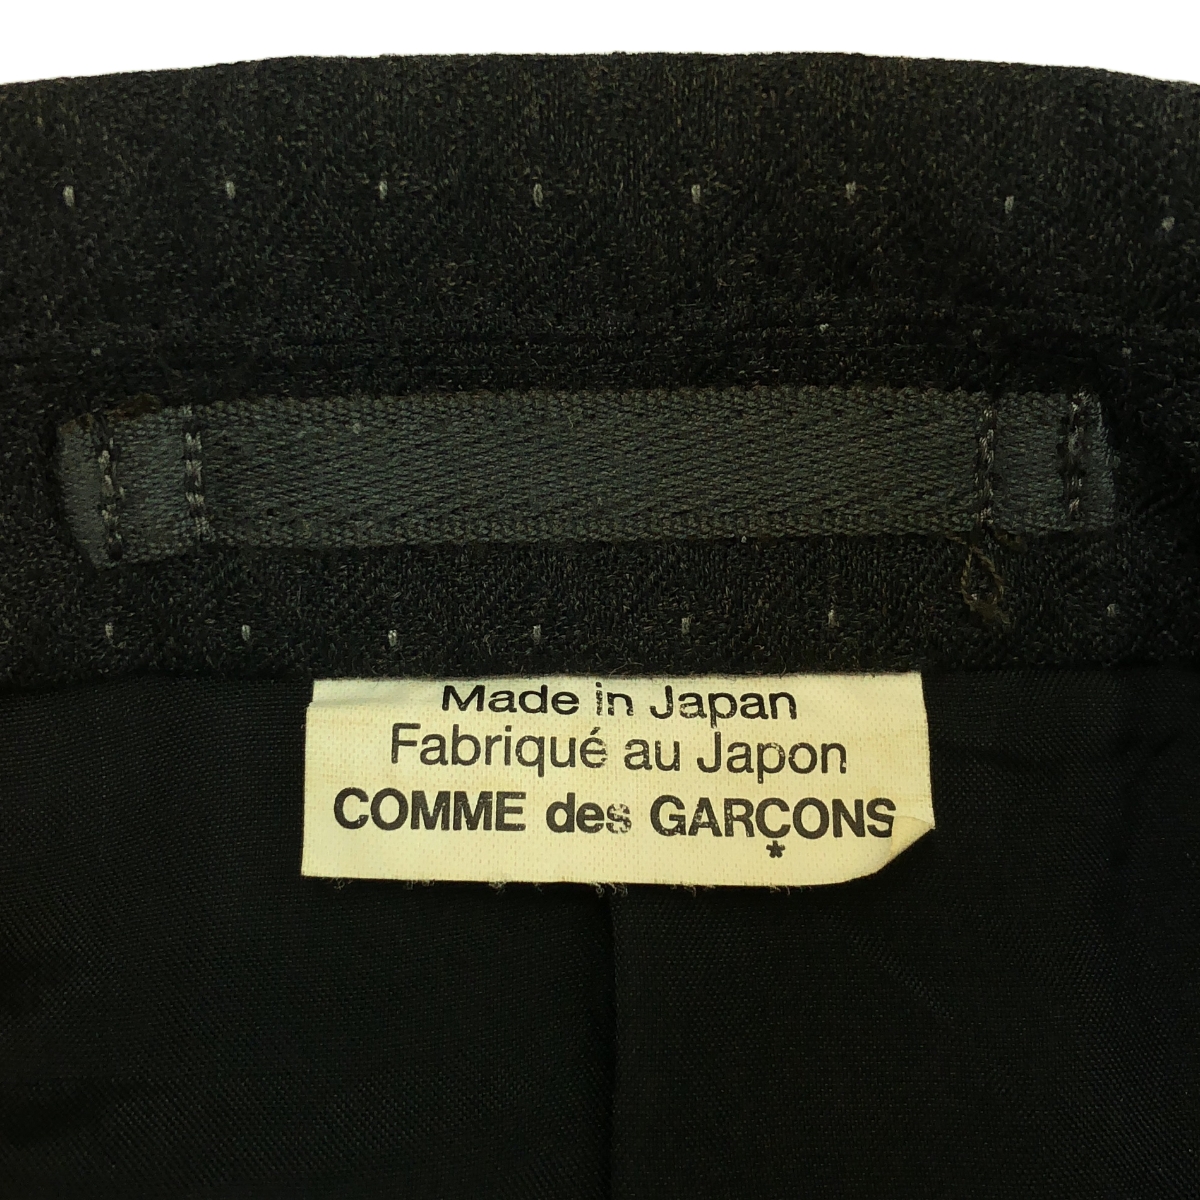 Made in Japan
Fabriqué au Japon
COMME des GARÇONS
*